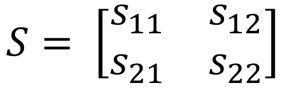 S = [ s11 s12
s21 s22 ]